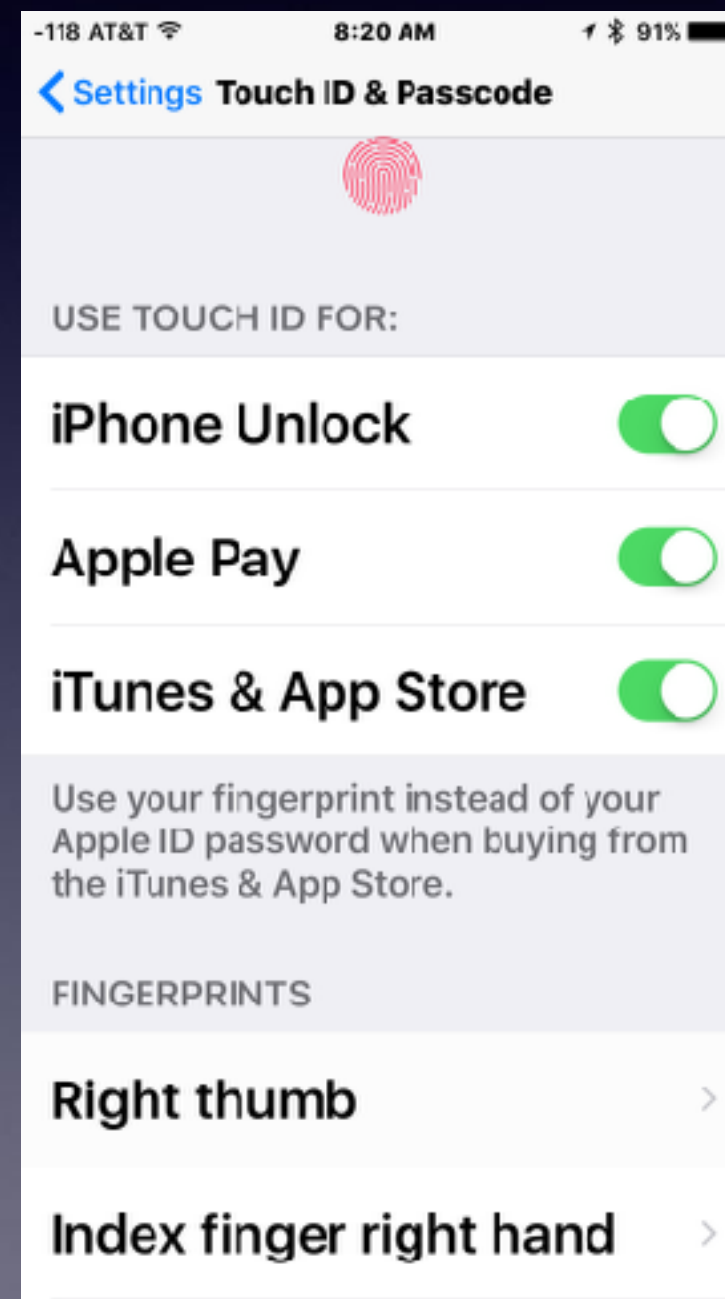 -118 AT&T 8:20 AM 91%
Settings Touch ID & Passcode
USE TOUCH ID FOR:
iPhone Unlock
Apple Pay
iTunes & App Store
Use your fingerprint instead of your
Apple ID password when buying from
the iTunes & App Store.
FINGERPRINTS
Right thumb
Index finger right hand